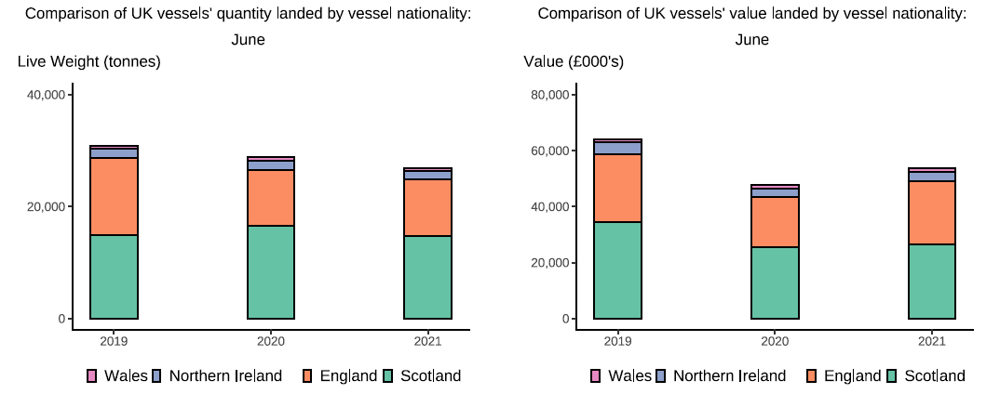 Comparison of UK vessels' quantity landed by vessel nationality:
June
Live Weight (tonnes)
40,000
20,000
0
2019
2020
2021
Wales
Northern Ireland
England
Scotland
Comparison of UK vessels' value landed by vessel nationality:
June
Value (£000's)
80,000
60,000
40,000
20,000
0
2019
2020
2021
Wales
Northern Ireland
England
Scotland